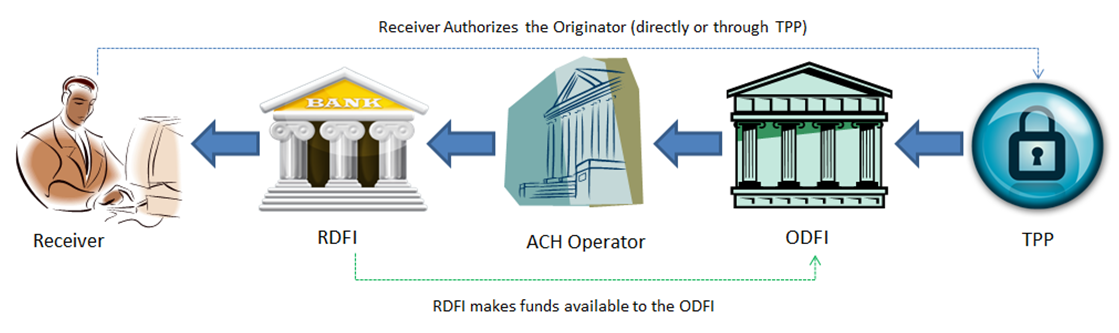 Receiver Authorizes the Originator (directly or through TPP)
BANK
Receiver
RDFI
ACH Operator
ODFI
TPP
RDFI makes funds available to the ODFI